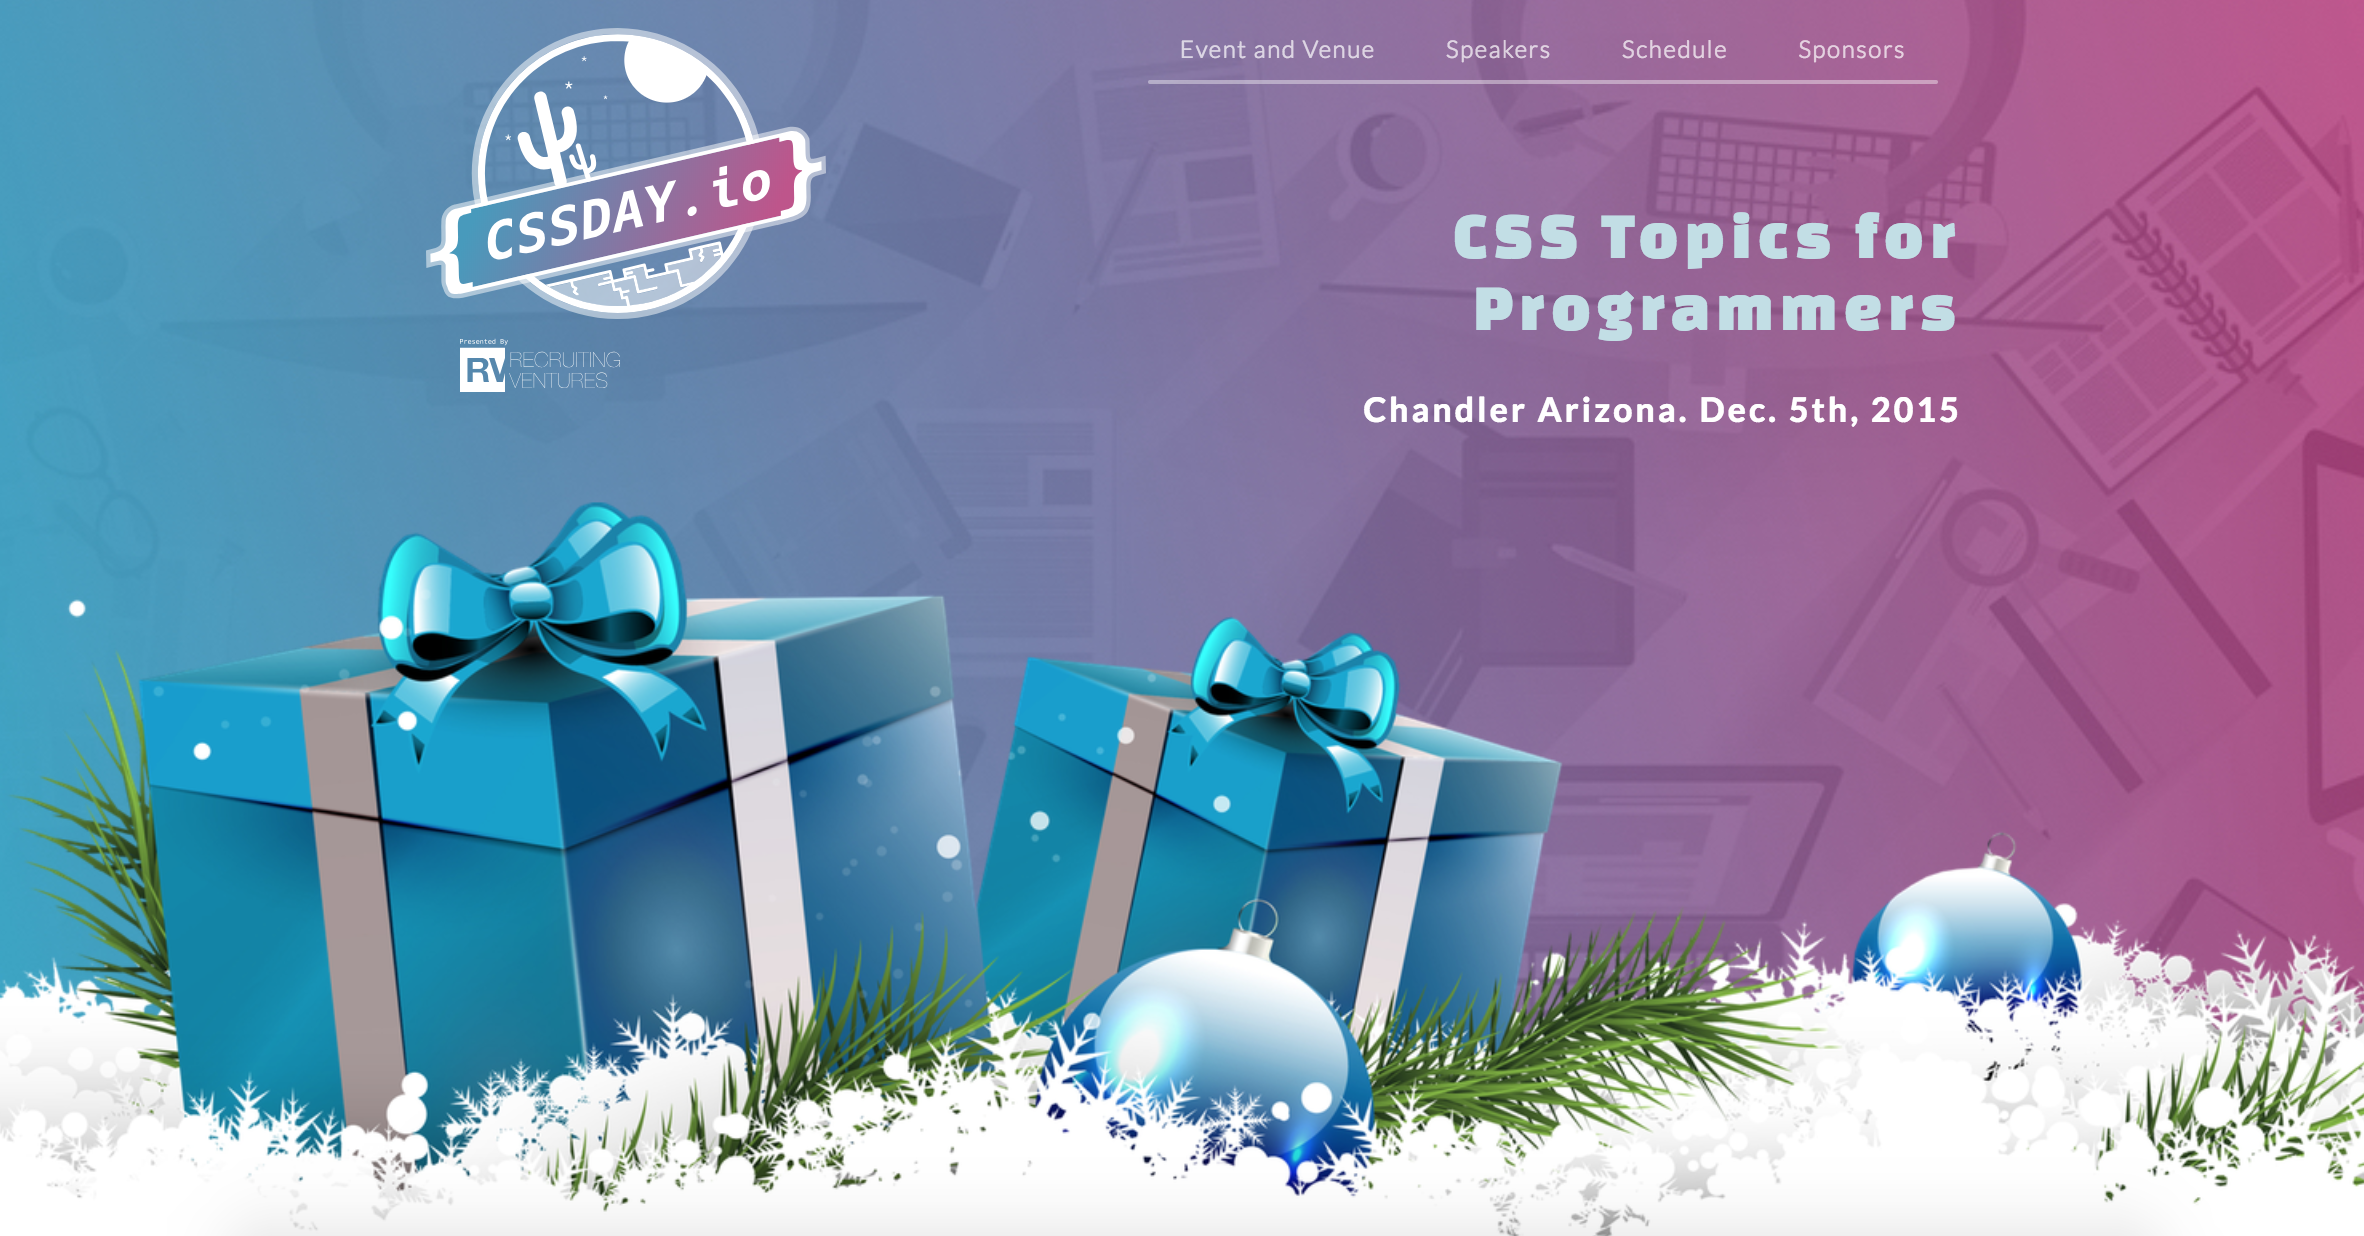 Event and Venue Speakers Schedule Sponsors
{CSSDAY.io}
Presented By
RV RECRUITING
VENTURES
CSS Topics for
Programmers
Chandler Arizona. Dec. 5th, 2015